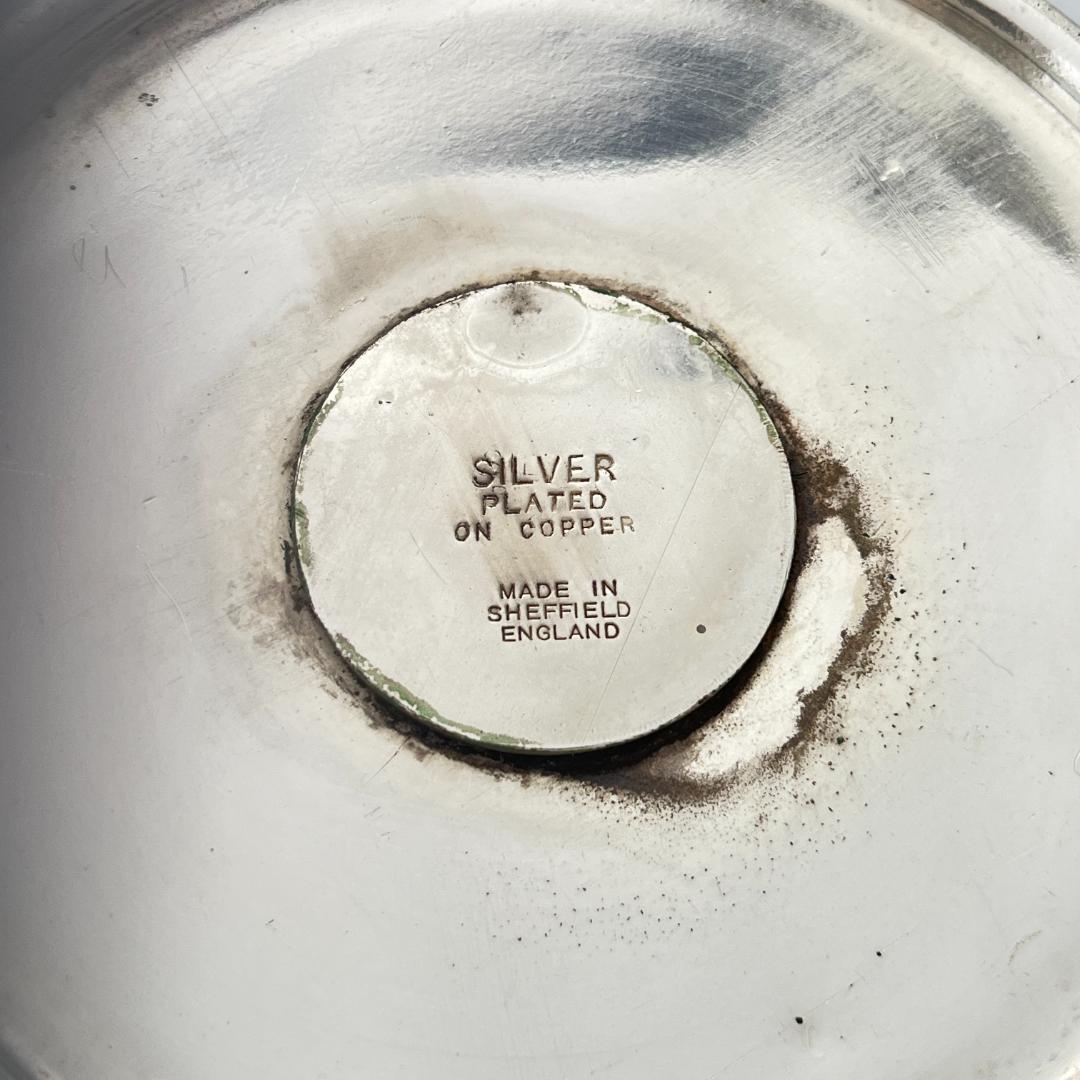 SILVER
PLATED
ON COPPER
MADE IN
SHEFFIELD
ENGLAND